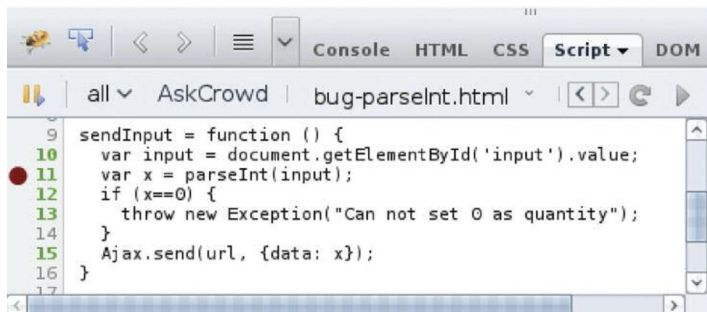 Console HTML CSS Script DOM
all AskCrowd bug-parseInt.html
9 sendInput = function () {
10 var input = document.getElementById('input').value;
11 var x = parseInt(input);
12 if (x==0) {
13 throw new Exception("Can not set 0 as quantity");
14 }
15 Ajax.send(url, {data: x});
16 }
17